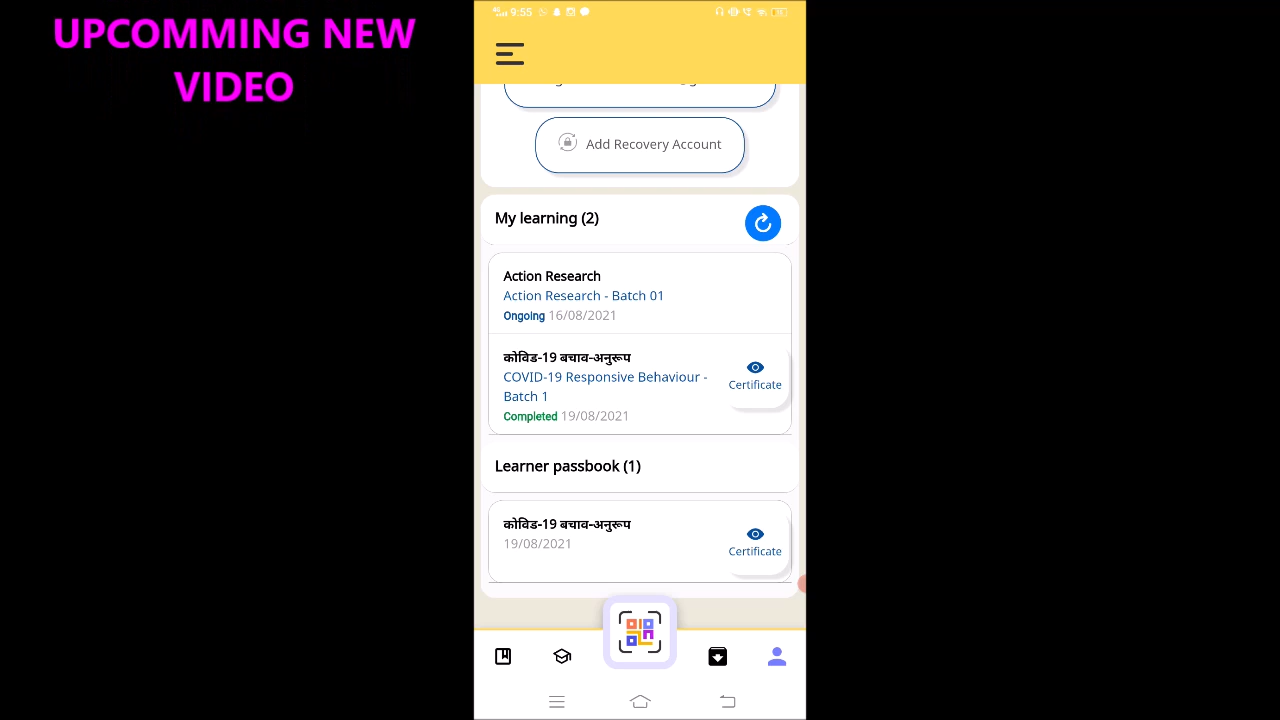 UPCOMMING NEW
VIDEO
9:55
Add Recovery Account
My learning (2)
Action Research
Action Research - Batch 01
Ongoing 16/08/2021
कोविड-19 बचाव-अनुरूप
COVID-19 Responsive Behaviour -
Batch 1
Certificate
Completed 19/08/2021
Learner passbook (1)
कोविड-19 बचाव-अनुरूप
19/08/2021
Certificate